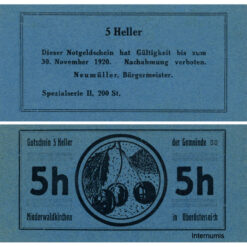 5 Heller
Dieser Notgeldschein hat Gültigkeit bis zum
30. November 1920. - Nachahmung verboten.
Neumüller, Bürgermeister.
Spezialserie II, 200 St.
Gutschein 5 Heller
der Gemeinde
5h
5h
Niederwaldkirchen
in Oberösterreich
Internumis